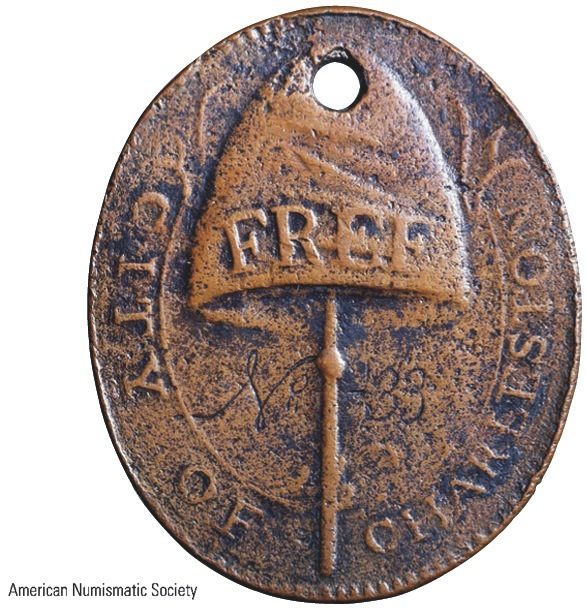 FREE
CITY OF CHARLESTON
No 33
American Numismatic Society